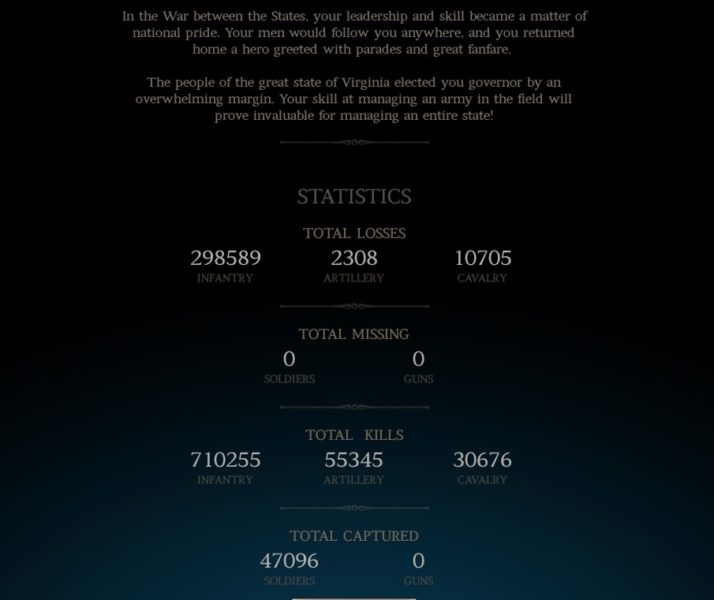 In the War between the States, your leadership and skill became a matter of
national pride. Your men would follow you anywhere, and you returned
home a hero greeted with parades and great fanfare.
The people of the great state of Virginia elected you governor by an
overwhelming margin. Your skill at managing an army in the field will
prove invaluable for managing an entire state!
STATISTICS
TOTAL LOSSES
298589 2308 10705
INFANTRY ARTILLERY CAVALRY
TOTAL MISSING
0 0
SOLDIERS GUNS
TOTAL KILLS
710255 55345 30676
INFANTRY ARTILLERY CAVALRY
TOTAL CAPTURED
47096 0
SOLDIERS GUNS